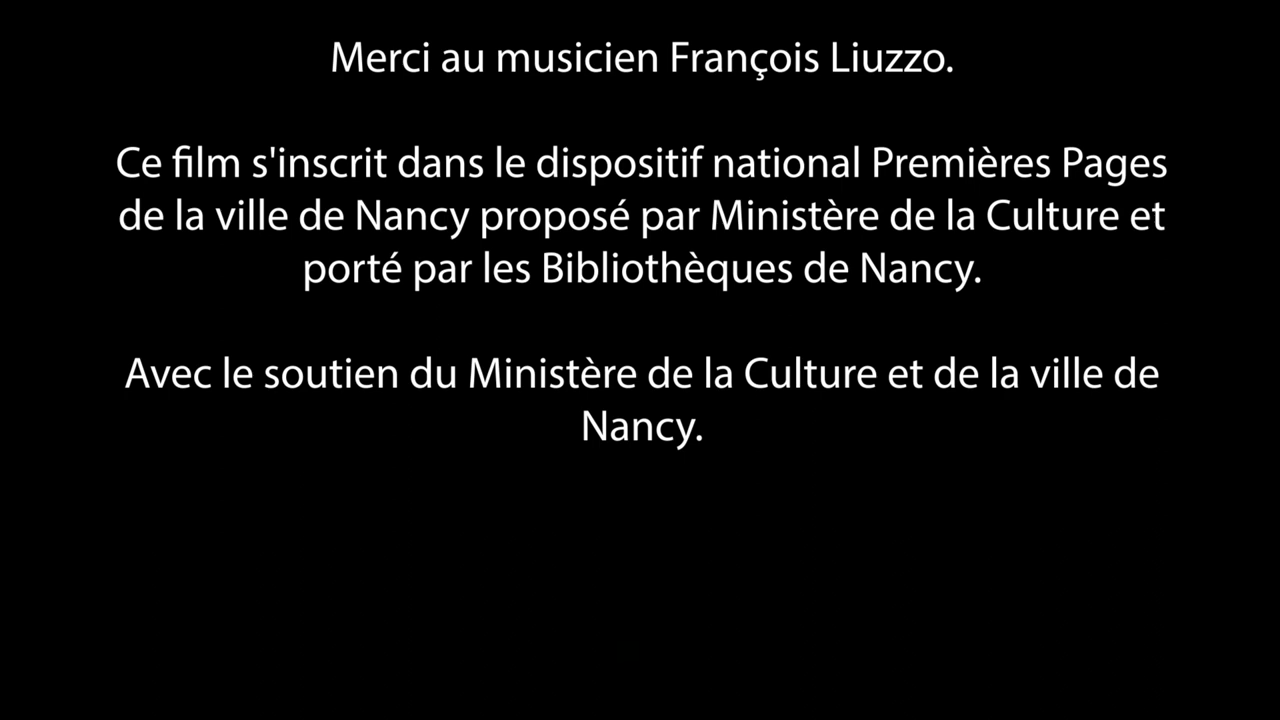 Merci au musicien François Liuzzo.
Ce film s'inscrit dans le dispositif national Premières Pages
de la ville de Nancy proposé par Ministère de la Culture et
porté par les Bibliothèques de Nancy.
Avec le soutien du Ministère de la Culture et de la ville de
Nancy.